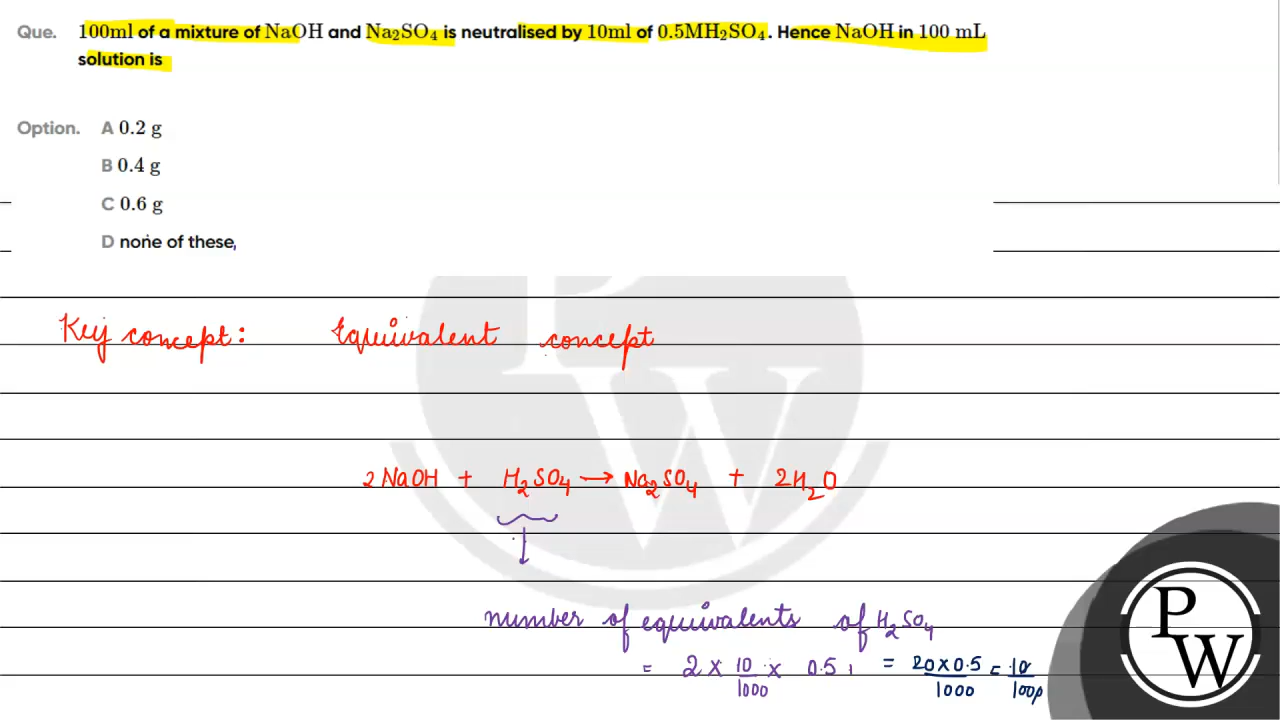 Que. 100ml of a mixture of NaOH and Na₂SO₄ is neutralised by 10ml of 0.5MH₂SO₄. Hence NaOH in 100 mL
solution is
Option. A 0.2 g
B 0.4 g
C 0.6 g
D none of these,
Key concept: Equivalent concept
2NaOH + H₂SO₄ → Na₂SO₄ + 2H₂O
↓
number of equivalents of H₂SO₄
= 2 × 10/1000 × 0.5 = 20×0.5/1000 = 10/1000
PW